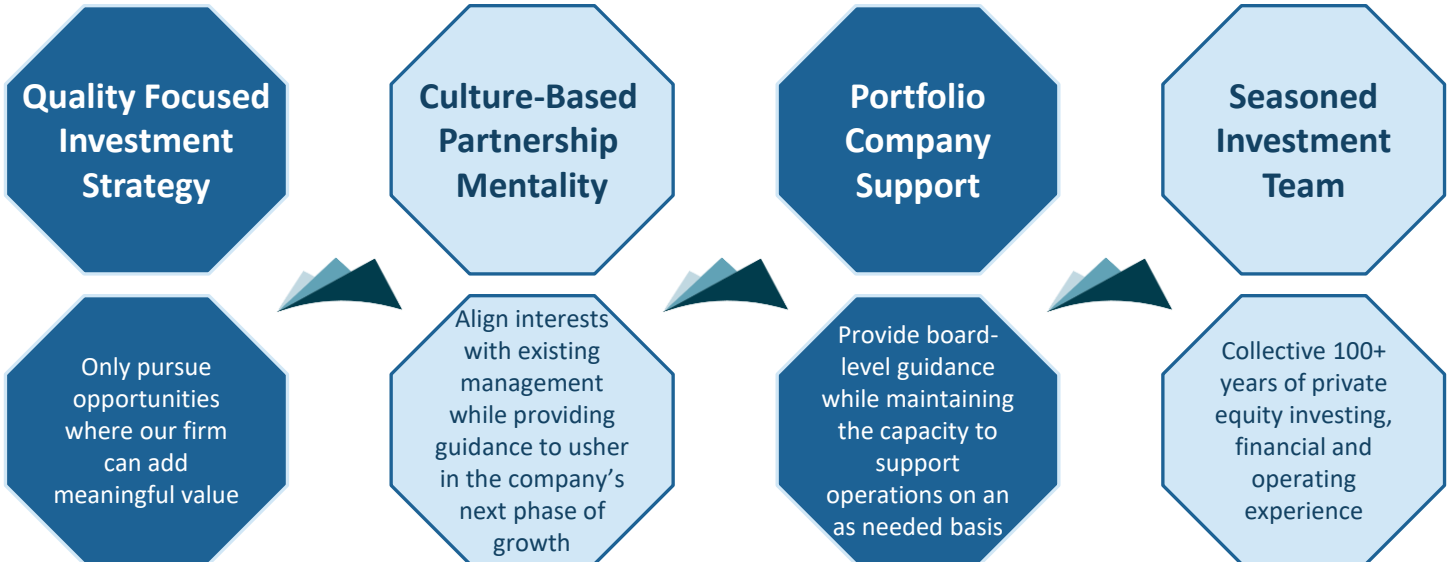 Quality Focused
Investment
Strategy
Culture-Based
Partnership
Mentality
Portfolio
Company
Support
Seasoned
Investment
Team
Only pursue
opportunities
where our firm
can add
meaningful value
Align interests
with existing
management
while providing
guidance to usher
in the company’s
next phase of
growth
Provide board-
level guidance
while maintaining
the capacity to
support
operations on an
as needed basis
Collective 100+
years of private
equity investing,
financial and
operating
experience